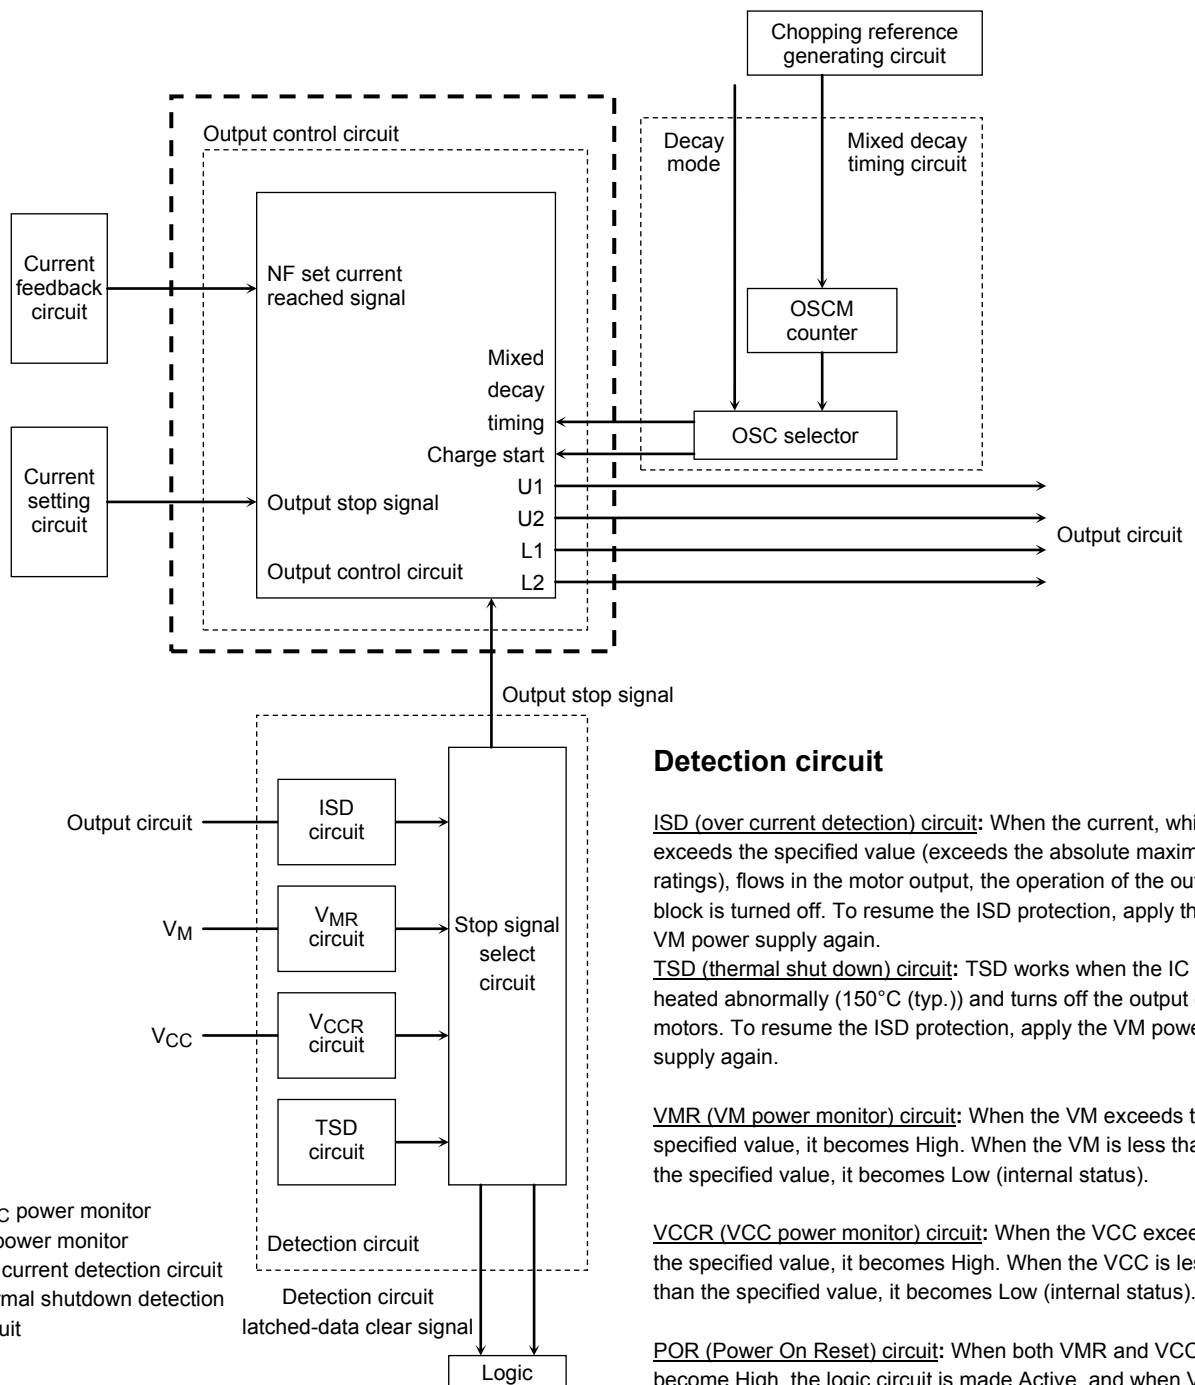 Chopping reference
generating circuit
Output control circuit
Decay
mode
Mixed decay
timing circuit
Current
feedback
circuit
NF set current
reached signal
OSCM
counter
Mixed
decay
timing
Charge start
OSC selector
Current
setting
circuit
Output stop signal
U1
U2
L1
L2
Output circuit
Output control circuit
Output stop signal
Detection circuit
Output circuit
ISD
circuit
VM
VMR
circuit
Stop signal
select
circuit
VCC
VCCR
circuit
TSD
circuit
Detection circuit
C power monitor
power monitor
current detection circuit
mal shutdown detection
uit
Detection circuit
latched-data clear signal
Logic
ISD (over current detection) circuit: When the current, whi
exceeds the specified value (exceeds the absolute maxim
ratings), flows in the motor output, the operation of the ou
block is turned off. To resume the ISD protection, apply th
VM power supply again.
TSD (thermal shut down) circuit: TSD works when the IC
heated abnormally (150°C (typ.)) and turns off the output
motors. To resume the ISD protection, apply the VM powe
supply again.
VMR (VM power monitor) circuit: When the VM exceeds t
specified value, it becomes High. When the VM is less tha
the specified value, it becomes Low (internal status).
VCCR (VCC power monitor) circuit: When the VCC excee
the specified value, it becomes High. When the VCC is les
than the specified value, it becomes Low (internal status).
POR (Power On Reset) circuit: When both VMR and VCC
become High, the logic circuit is made Active, and when V